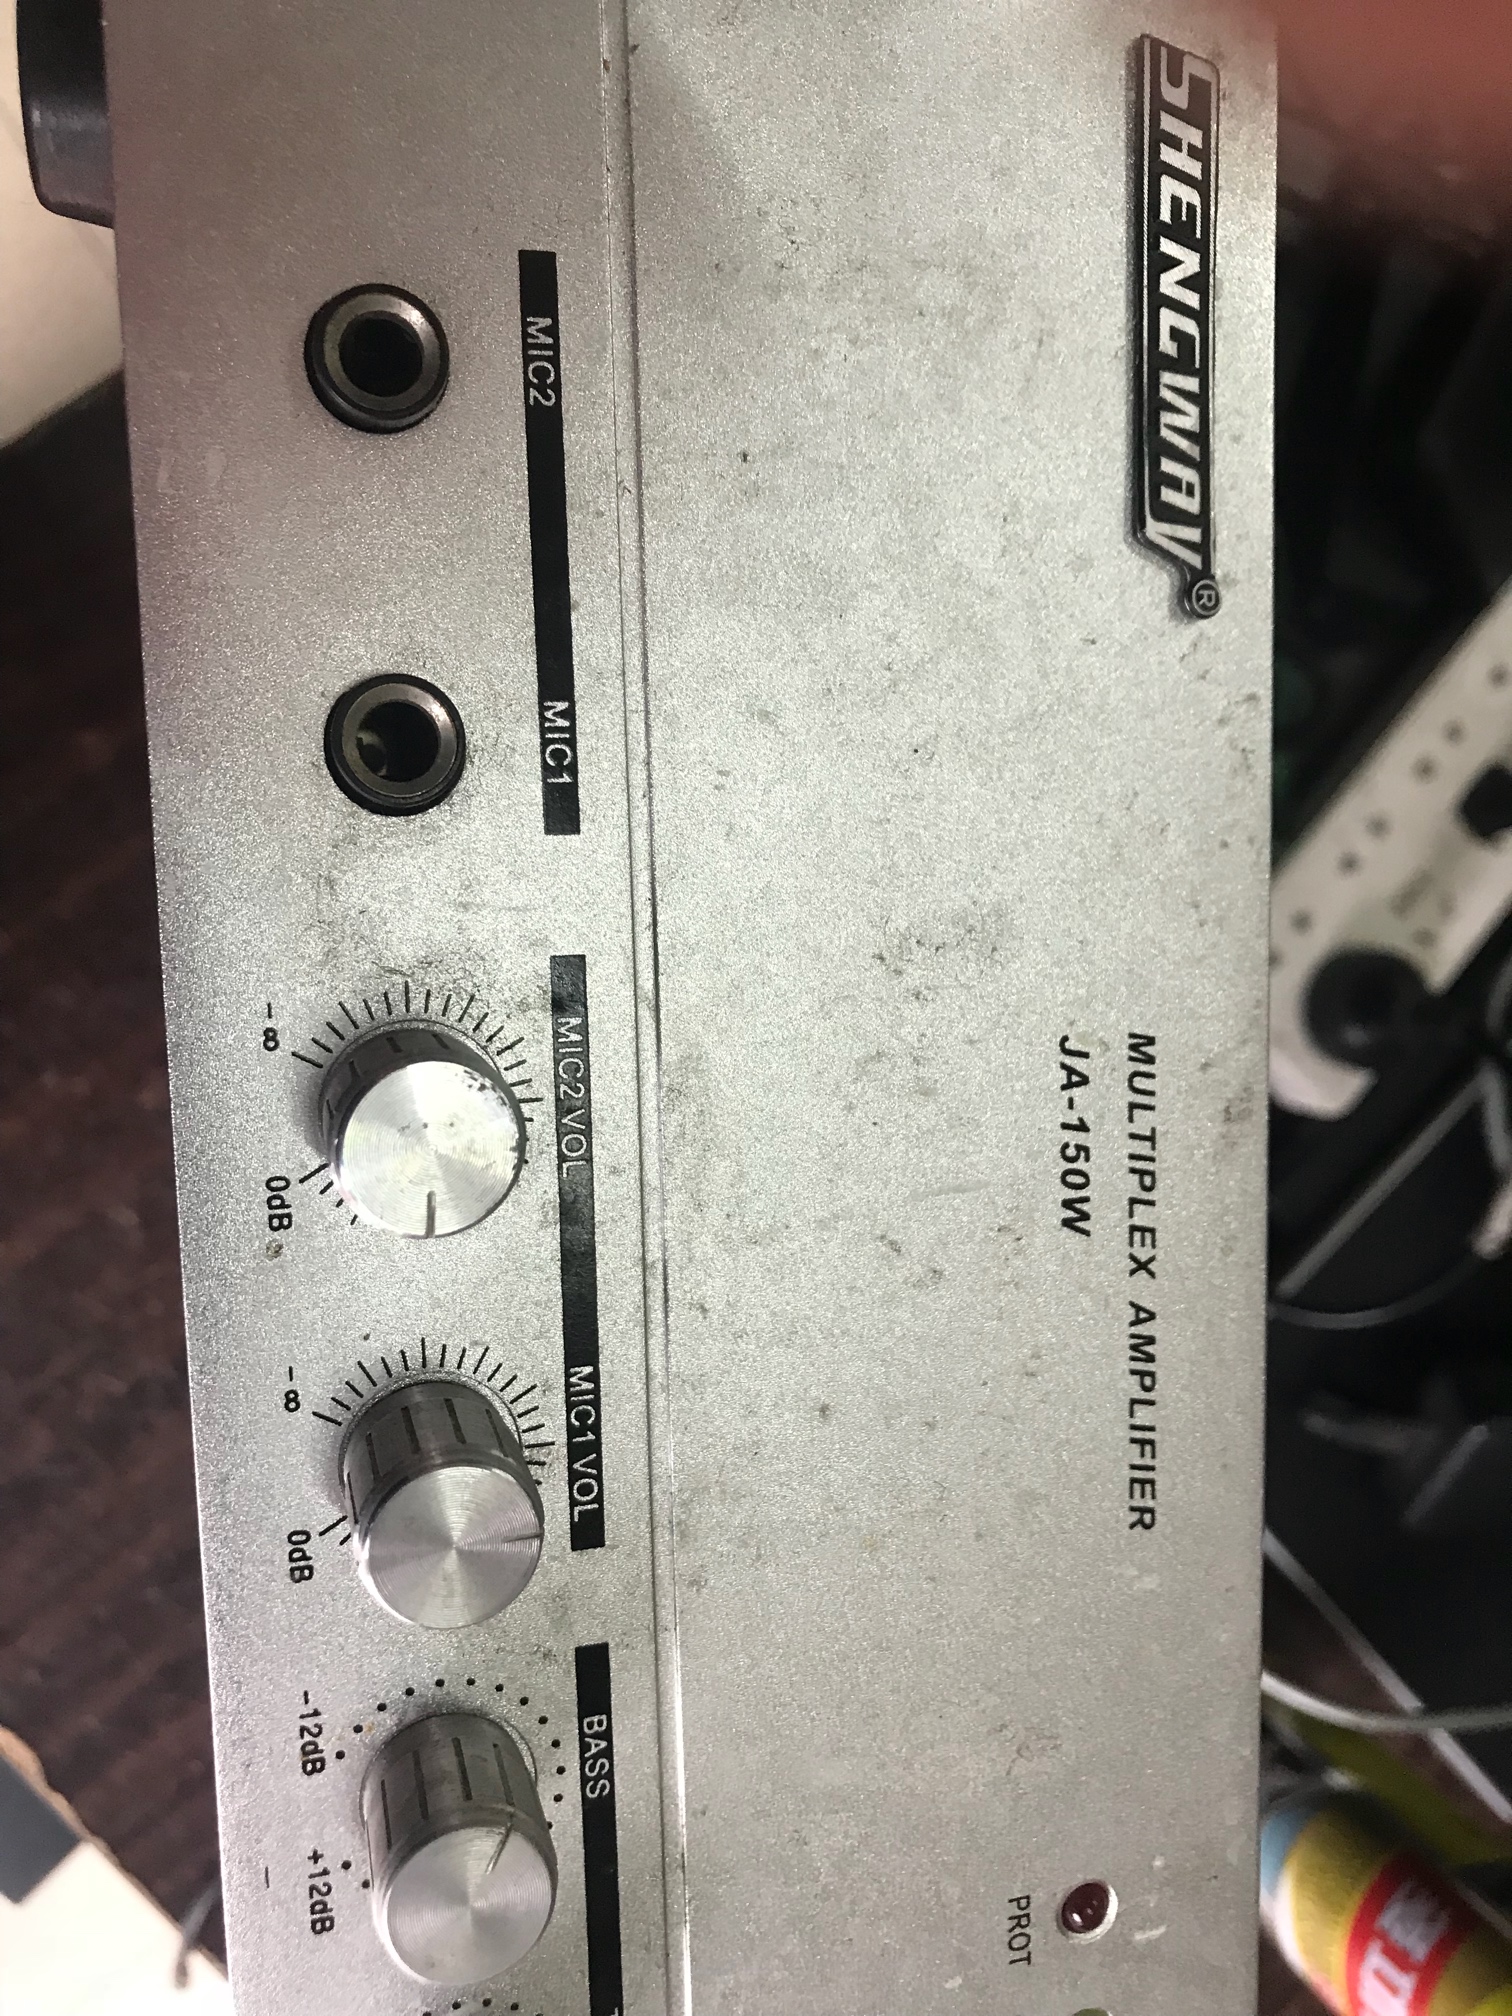 SHENGWAY®
MULTIPLEX AMPLIFIER
JA-150W
PROT
MIC2
MIC1
MIC2 VOL
MIC1 VOL
BASS
-∞
0dB
-∞
0dB
-12dB
+12dB